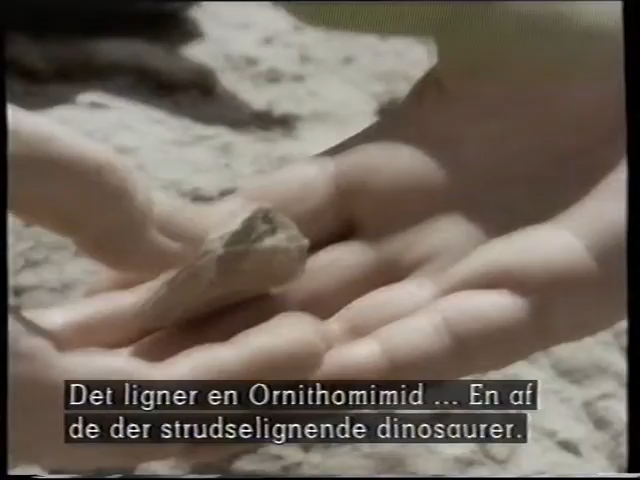 Det ligner en Ornithomimid ... En af
de der strudselignende dinosaurer.